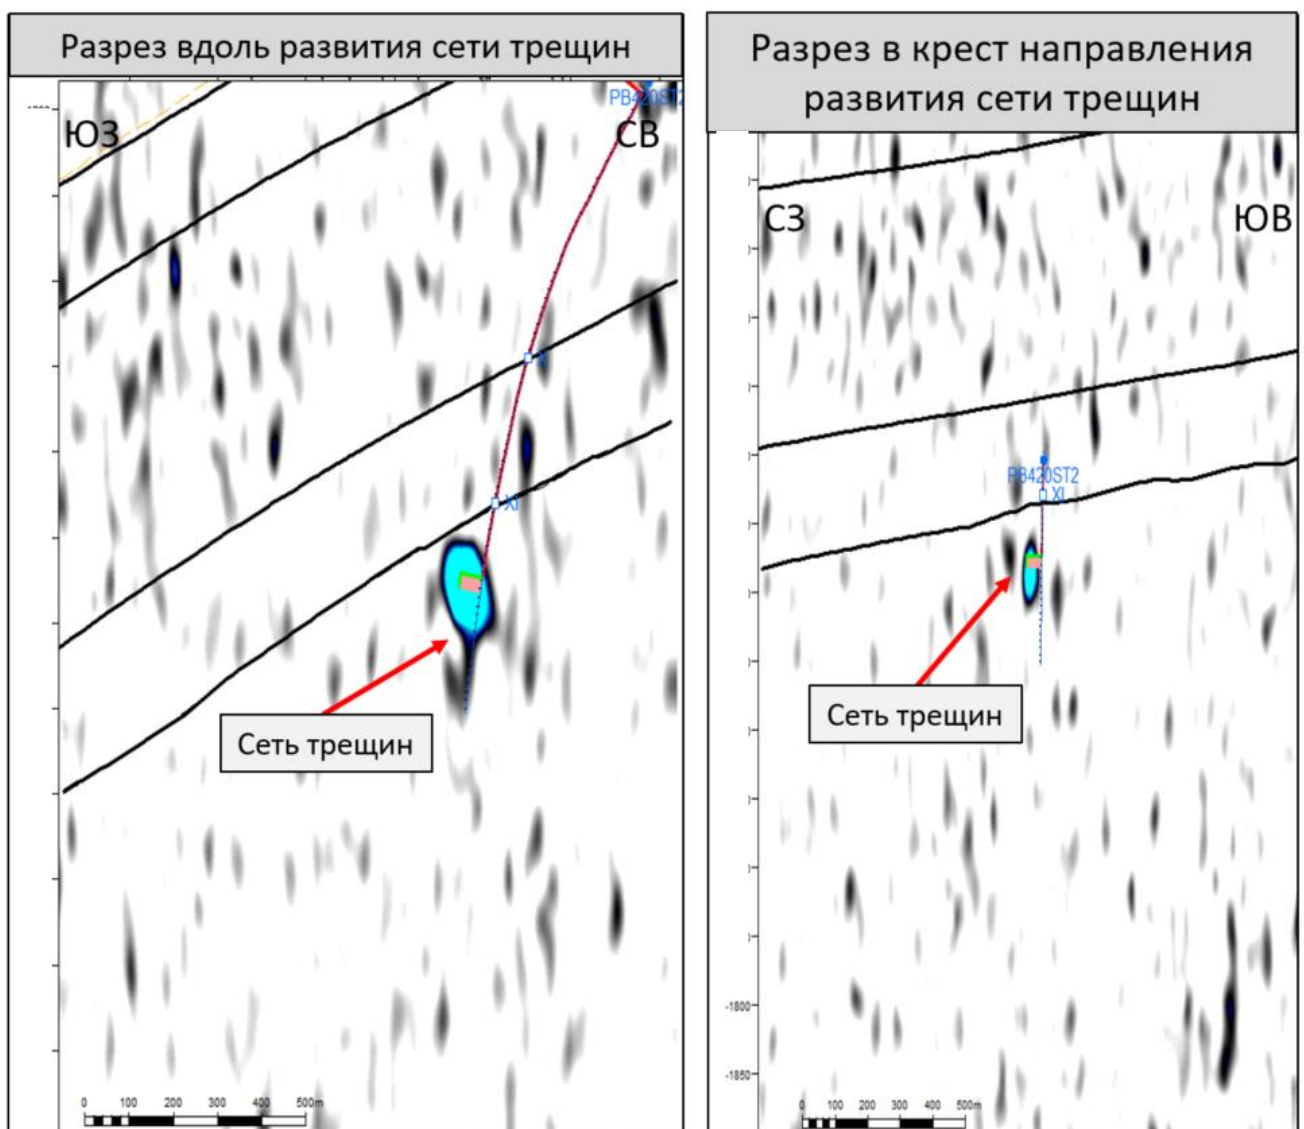 Разрез вдоль развития сети трещин
ЮЗ
СВ
XI
Сеть трещин
0 100 200 300 400 500m
Разрез в крест направления
развития сети трещин
СЗ
ЮВ
PB420ST2
XI
Сеть трещин
-1800
-1850
0 100 200 300 400 500m